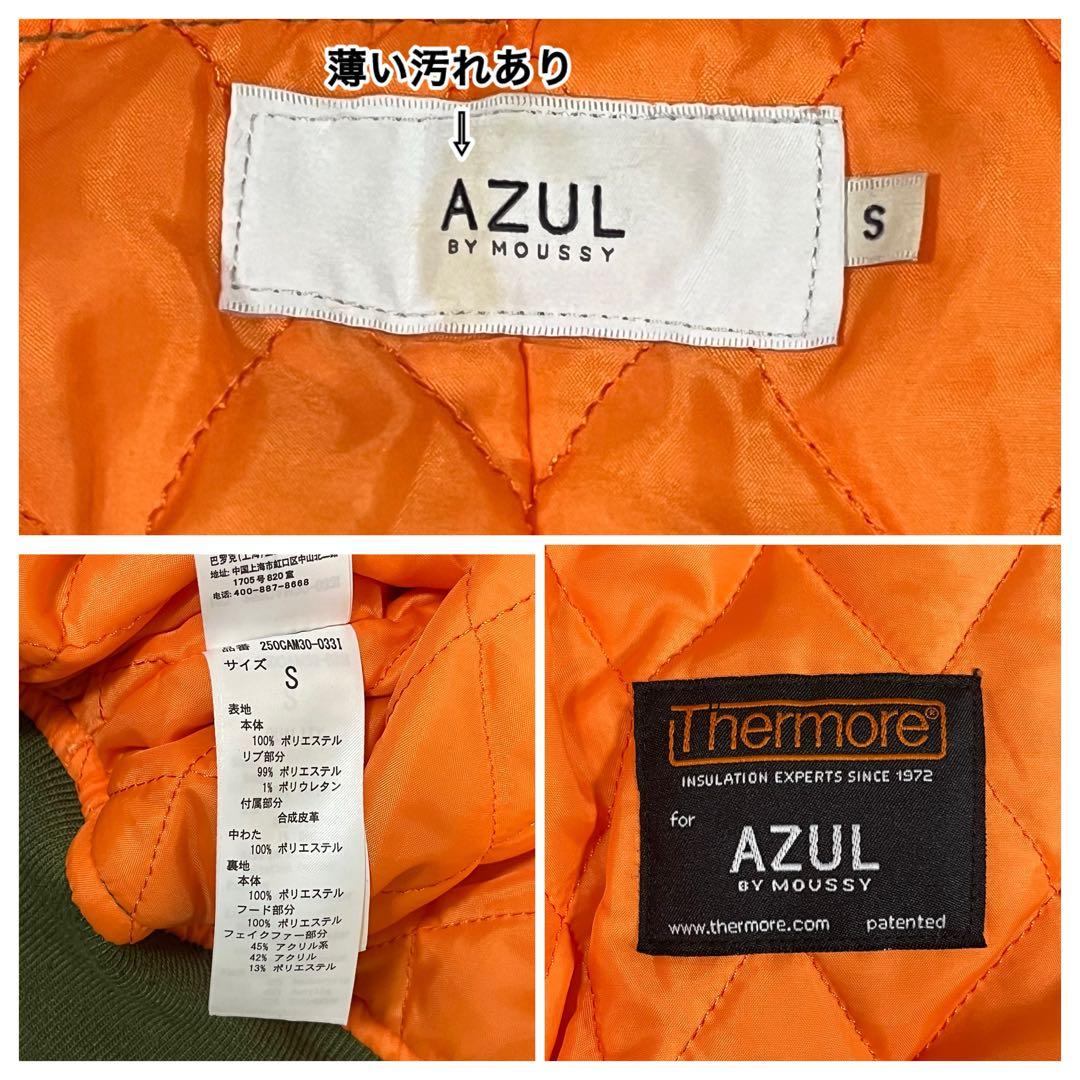 薄い汚れあり
⇩
AZUL
BY MOUSSY
S
地址: 中国上海市虹口区中山北二路
1705号820室
电话: 400-887-8668
品番 250GAM30-0331
サイズ
S
表地
本体
100% ポリエステル
リブ部分
99% ポリエステル
1% ポリウレタン
付属部分
合成皮革
中わた
100% ポリエステル
裏地
本体
100% ポリエステル
フード部分
100% ポリエステル
フェイクファー部分
45% アクリル系
42% アクリル
13% ポリエステル
Thermore®
INSULATION EXPERTS SINCE 1972
for
AZUL
BY MOUSSY
www.thermore.com patented